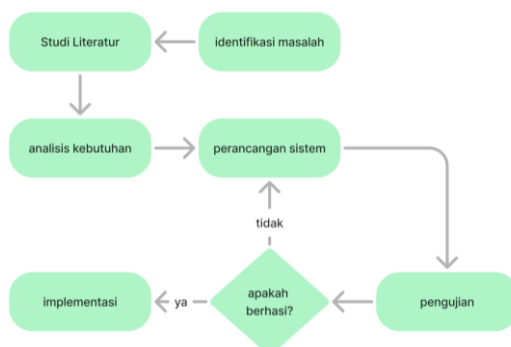 Studi Literatur
identifikasi masalah
analisis kebutuhan
perancangan sistem
tidak
implementasi
ya
apakah
berhasi?
pengujian